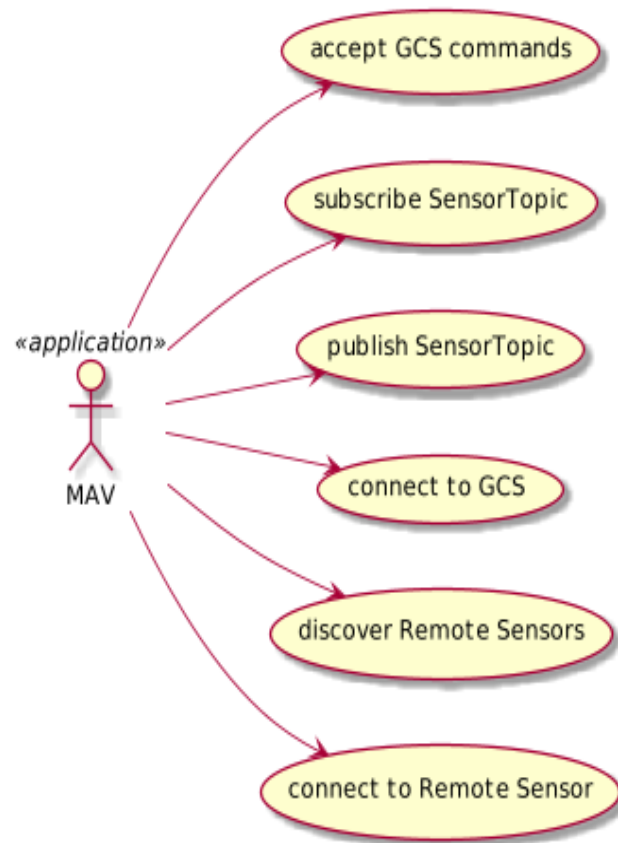 accept GCS commands
subscribe SensorTopic
«application»
publish SensorTopic
MAV
connect to GCS
discover Remote Sensors
connect to Remote Sensor